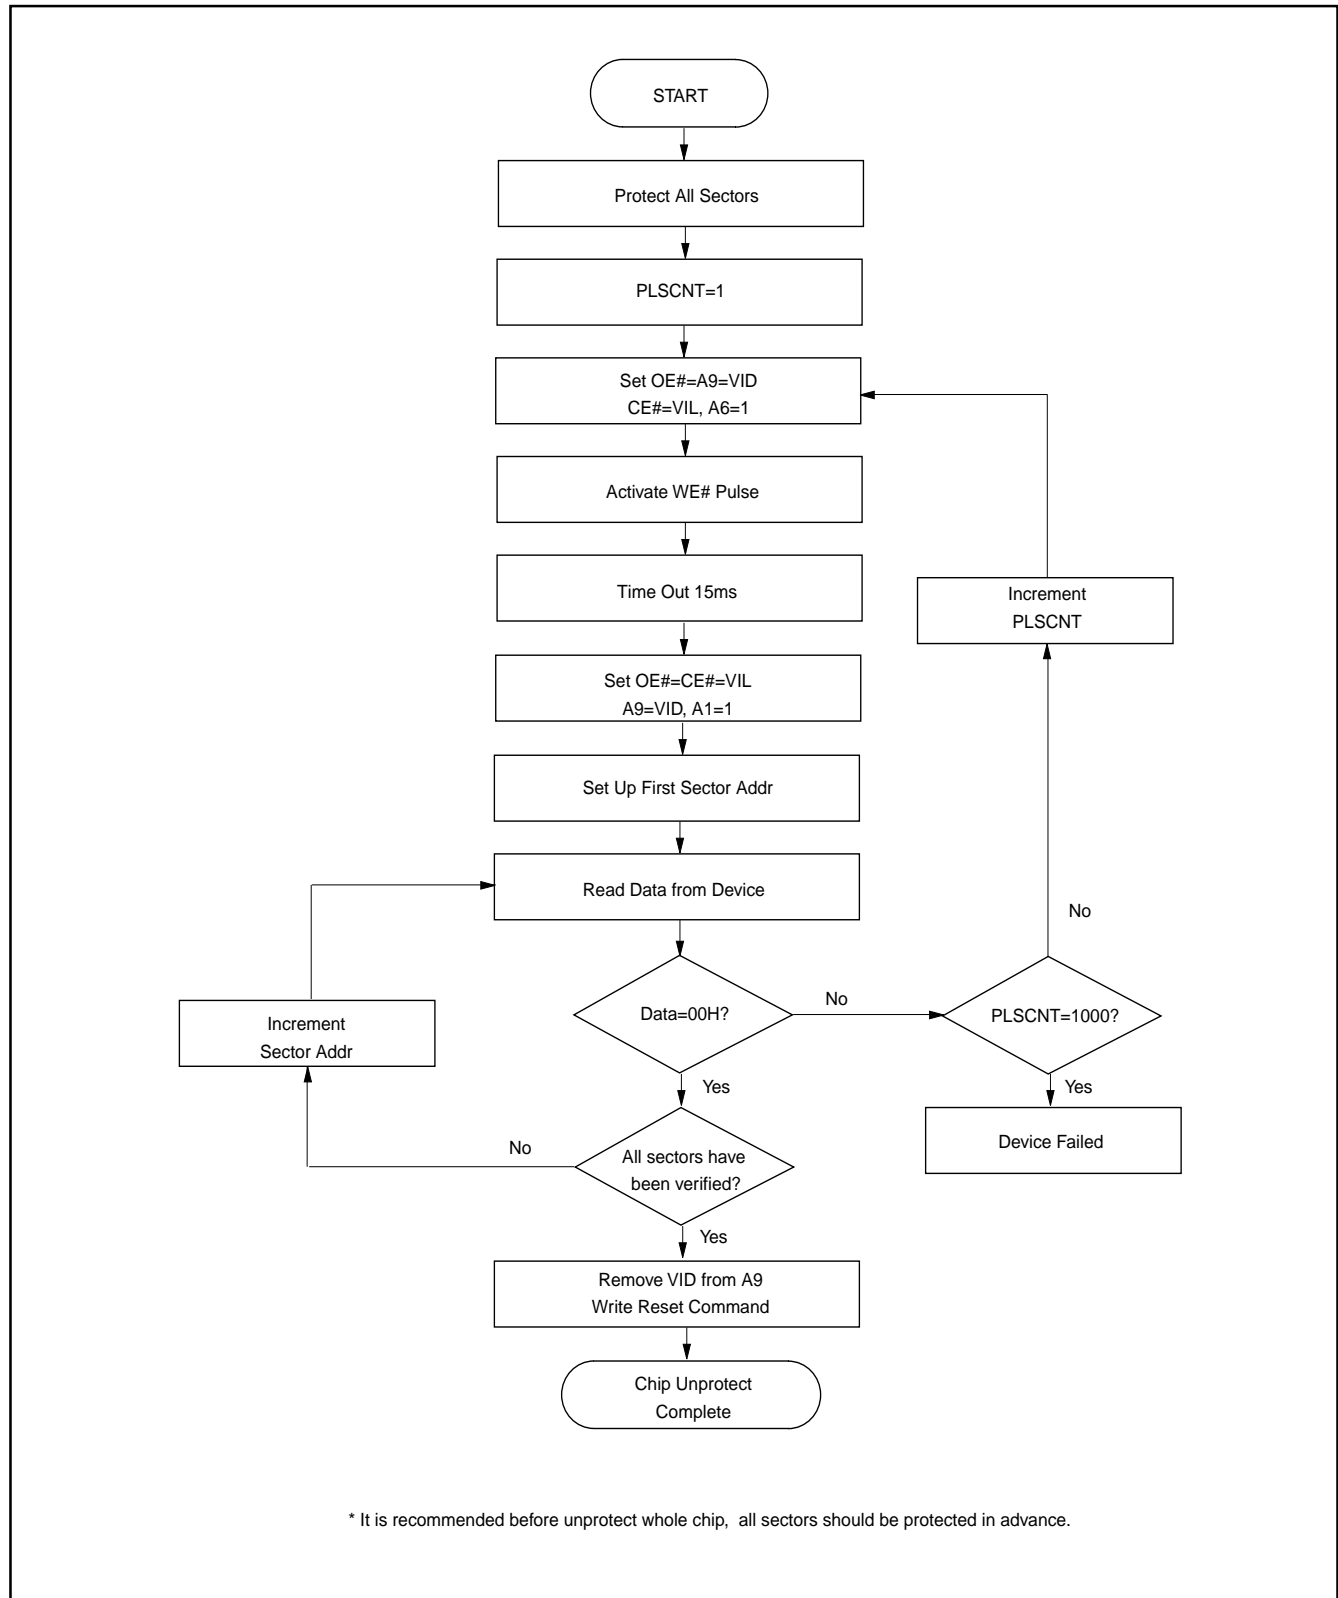 START
Protect All Sectors
PLSCNT=1
Set OE#=A9=VID
CE#=VIL, A6=1
Activate WE# Pulse
Time Out 15ms
Increment
PLSCNT
Set OE#=CE#=VIL
A9=VID, A1=1
Set Up First Sector Addr
Read Data from Device
No
Data=00H?
No
PLSCNT=1000?
Increment
Sector Addr
Yes
Yes
Device Failed
No
All sectors have
been verified?
Yes
Remove VID from A9
Write Reset Command
Chip Unprotect
Complete
* It is recommended before unprotect whole chip, all sectors should be protected in advance.